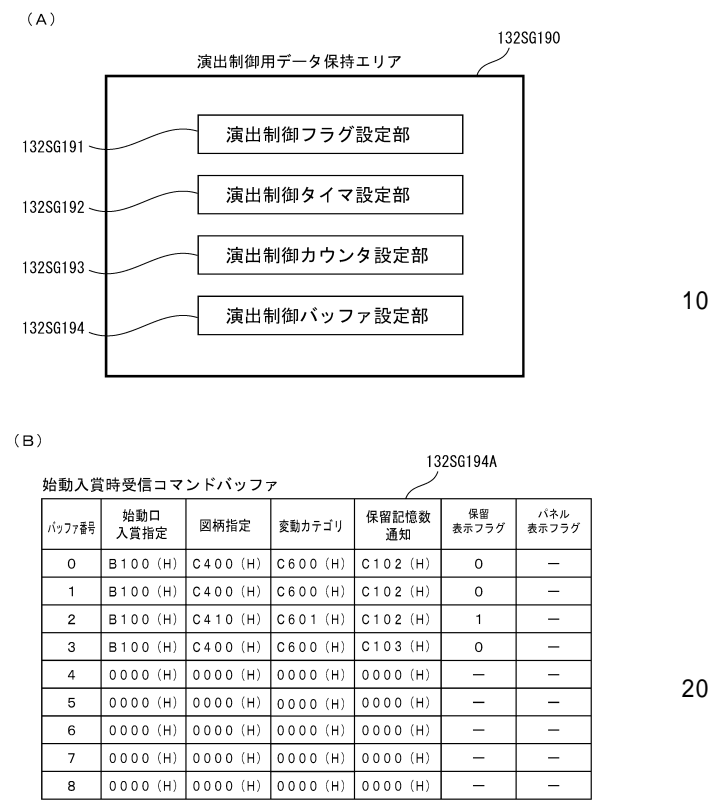 （A）
132SG190
演出制御用データ保持エリア
132SG191
演出制御フラグ設定部
132SG192
演出制御タイマ設定部
132SG193
演出制御カウンタ設定部
10
132SG194
演出制御バッファ設定部
（B）
132SG194A
始動入賞時受信コマンドバッファ
バッファ番号 始動口入賞指定 図柄指定 変動カテゴリ 保留記憶数通知 保留表示フラグ パネル表示フラグ
0 B100（H） C400（H） C600（H） C102（H） 0 －
1 B100（H） C400（H） C600（H） C102（H） 0 －
2 B100（H） C410（H） C601（H） C102（H） 1 －
3 B100（H） C400（H） C600（H） C103（H） 0 －
4 0000（H） 0000（H） 0000（H） 0000（H） － －
20
5 0000（H） 0000（H） 0000（H） 0000（H） － －
6 0000（H） 0000（H） 0000（H） 0000（H） － －
7 0000（H） 0000（H） 0000（H） 0000（H） － －
8 0000（H） 0000（H） 0000（H） 0000（H） － －